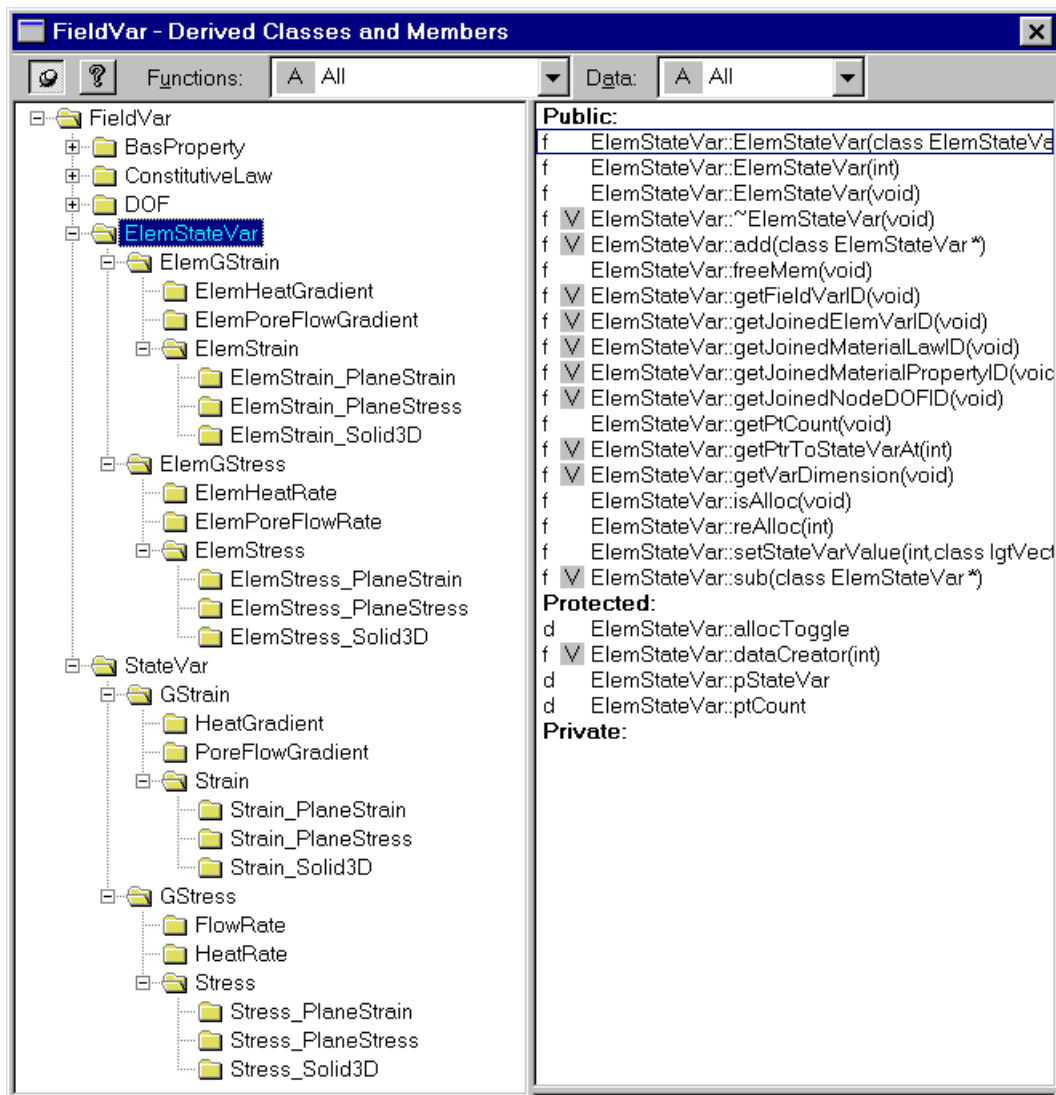 FieldVar - Derived Classes and Members
Functions: A All Data: A All
FieldVar
BasProperty
ConstitutiveLaw
DOF
ElemStateVar
ElemGStrain
ElemHeatGradient
ElemPoreFlowGradient
ElemStrain
ElemStrain_PlaneStrain
ElemStrain_PlaneStress
ElemStrain_Solid3D
ElemGStress
ElemHeatRate
ElemPoreFlowRate
ElemStress
ElemStress_PlaneStrain
ElemStress_PlaneStress
ElemStress_Solid3D
StateVar
GStrain
HeatGradient
PoreFlowGradient
Strain
Strain_PlaneStrain
Strain_PlaneStress
Strain_Solid3D
GStress
FlowRate
HeatRate
Stress
Stress_PlaneStrain
Stress_PlaneStress
Stress_Solid3D
Public:
f ElemStateVar::ElemStateVar(class ElemStateVa
f ElemStateVar::ElemStateVar(int)
f ElemStateVar::ElemStateVar(void)
f V ElemStateVar::~ElemStateVar(void)
f V ElemStateVar::add(class ElemStateVar *)
f ElemStateVar::freeMem(void)
f V ElemStateVar::getFieldVarID(void)
f V ElemStateVar::getJoinedElemVarID(void)
f V ElemStateVar::getJoinedMaterialLawID(void)
f V ElemStateVar::getJoinedMaterialPropertyID(voic
f V ElemStateVar::getJoinedNodeDOFID(void)
f ElemStateVar::getPtCount(void)
f V ElemStateVar::getPtrToStateVarAt(int)
f V ElemStateVar::getVarDimension(void)
f ElemStateVar::isAlloc(void)
f ElemStateVar::reAlloc(int)
f ElemStateVar::setStateVarValue(int,class lgtVect
f V ElemStateVar::sub(class ElemStateVar *)
Protected:
d ElemStateVar::allocToggle
f V ElemStateVar::dataCreator(int)
d ElemStateVar::pStateVar
d ElemStateVar::ptCount
Private: